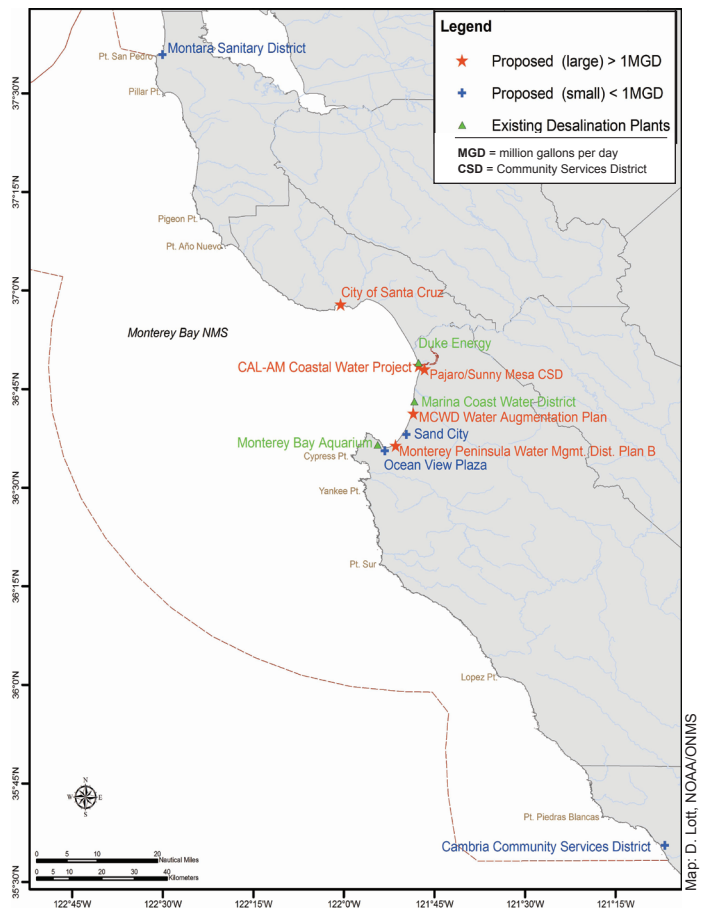 Legend
Proposed (large) > 1MGD
Proposed (small) < 1MGD
Existing Desalination Plants
MGD = million gallons per day
CSD = Community Services District
Montara Sanitary District
Pt. San Pedro
Pillar Pt.
37°30'N
37°15'N
Pigeon Pt.
Pt. Año Nuevo
37°0'N
City of Santa Cruz
Monterey Bay NMS
Duke Energy
CAL-AM Coastal Water Project
Pajaro/Sunny Mesa CSD
36°45'N
Marina Coast Water District
MCWD Water Augmentation Plan
Sand City
Monterey Bay Aquarium
Monterey Peninsula Water Mgmt. Dist. Plan B
Cypress Pt.
Ocean View Plaza
36°30'N
Yankee Pt.
Pt. Sur
36°15'N
Lopez Pt.
36°0'N
35°45'N
N
W
E
S
Pt. Piedras Blancas
Cambria Community Services District
0 5 10 20
Nautical Miles
0 5 10 20 30 40
Kilometers
35°30'N
122°45'W 122°30'W 122°15'W 122°0'W 121°45'W 121°30'W 121°15'W
Map: D. Lott, NOAA/ONMS